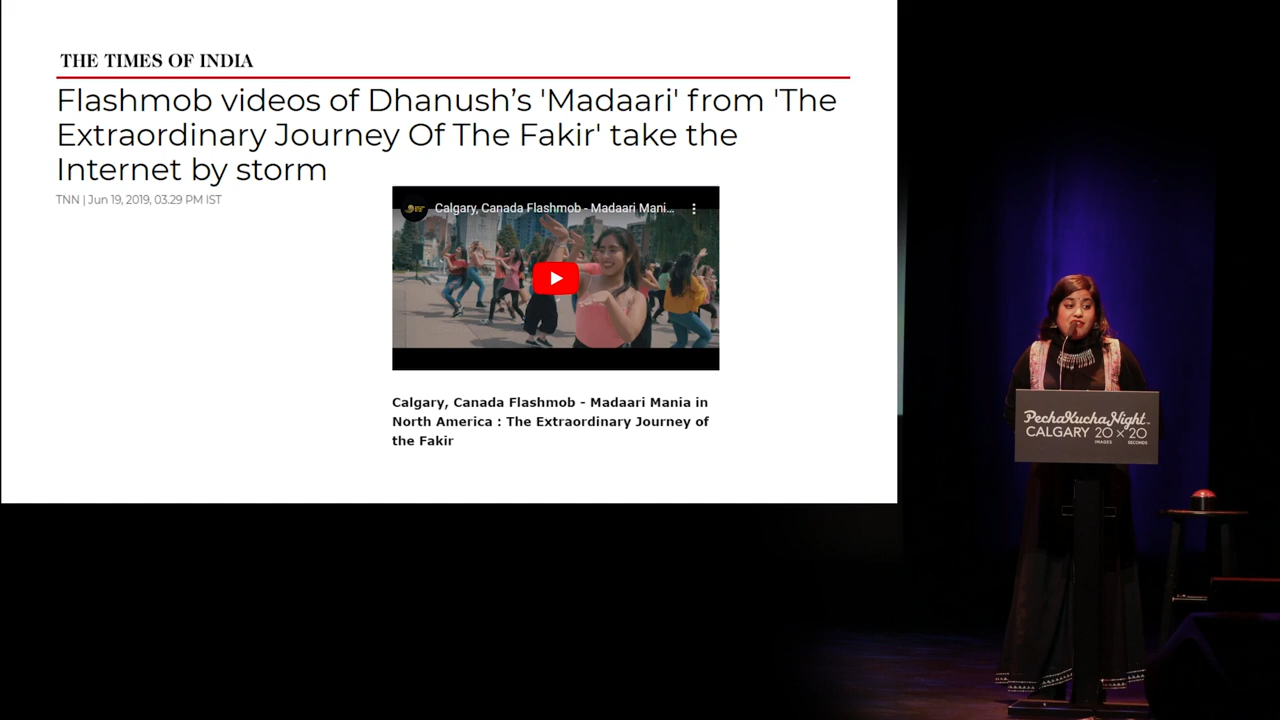 THE TIMES OF INDIA
Flashmob videos of Dhanush’s 'Madaari' from 'The
Extraordinary Journey Of The Fakir' take the
Internet by storm
TNN | Jun 19, 2019, 03.29 PM IST
Calgary, Canada Flashmob - Madaari Mani...
Calgary, Canada Flashmob - Madaari Mania in
North America : The Extraordinary Journey of
the Fakir
PechaKuchaNight™
CALGARY 20 × 20
IMAGES SECONDS